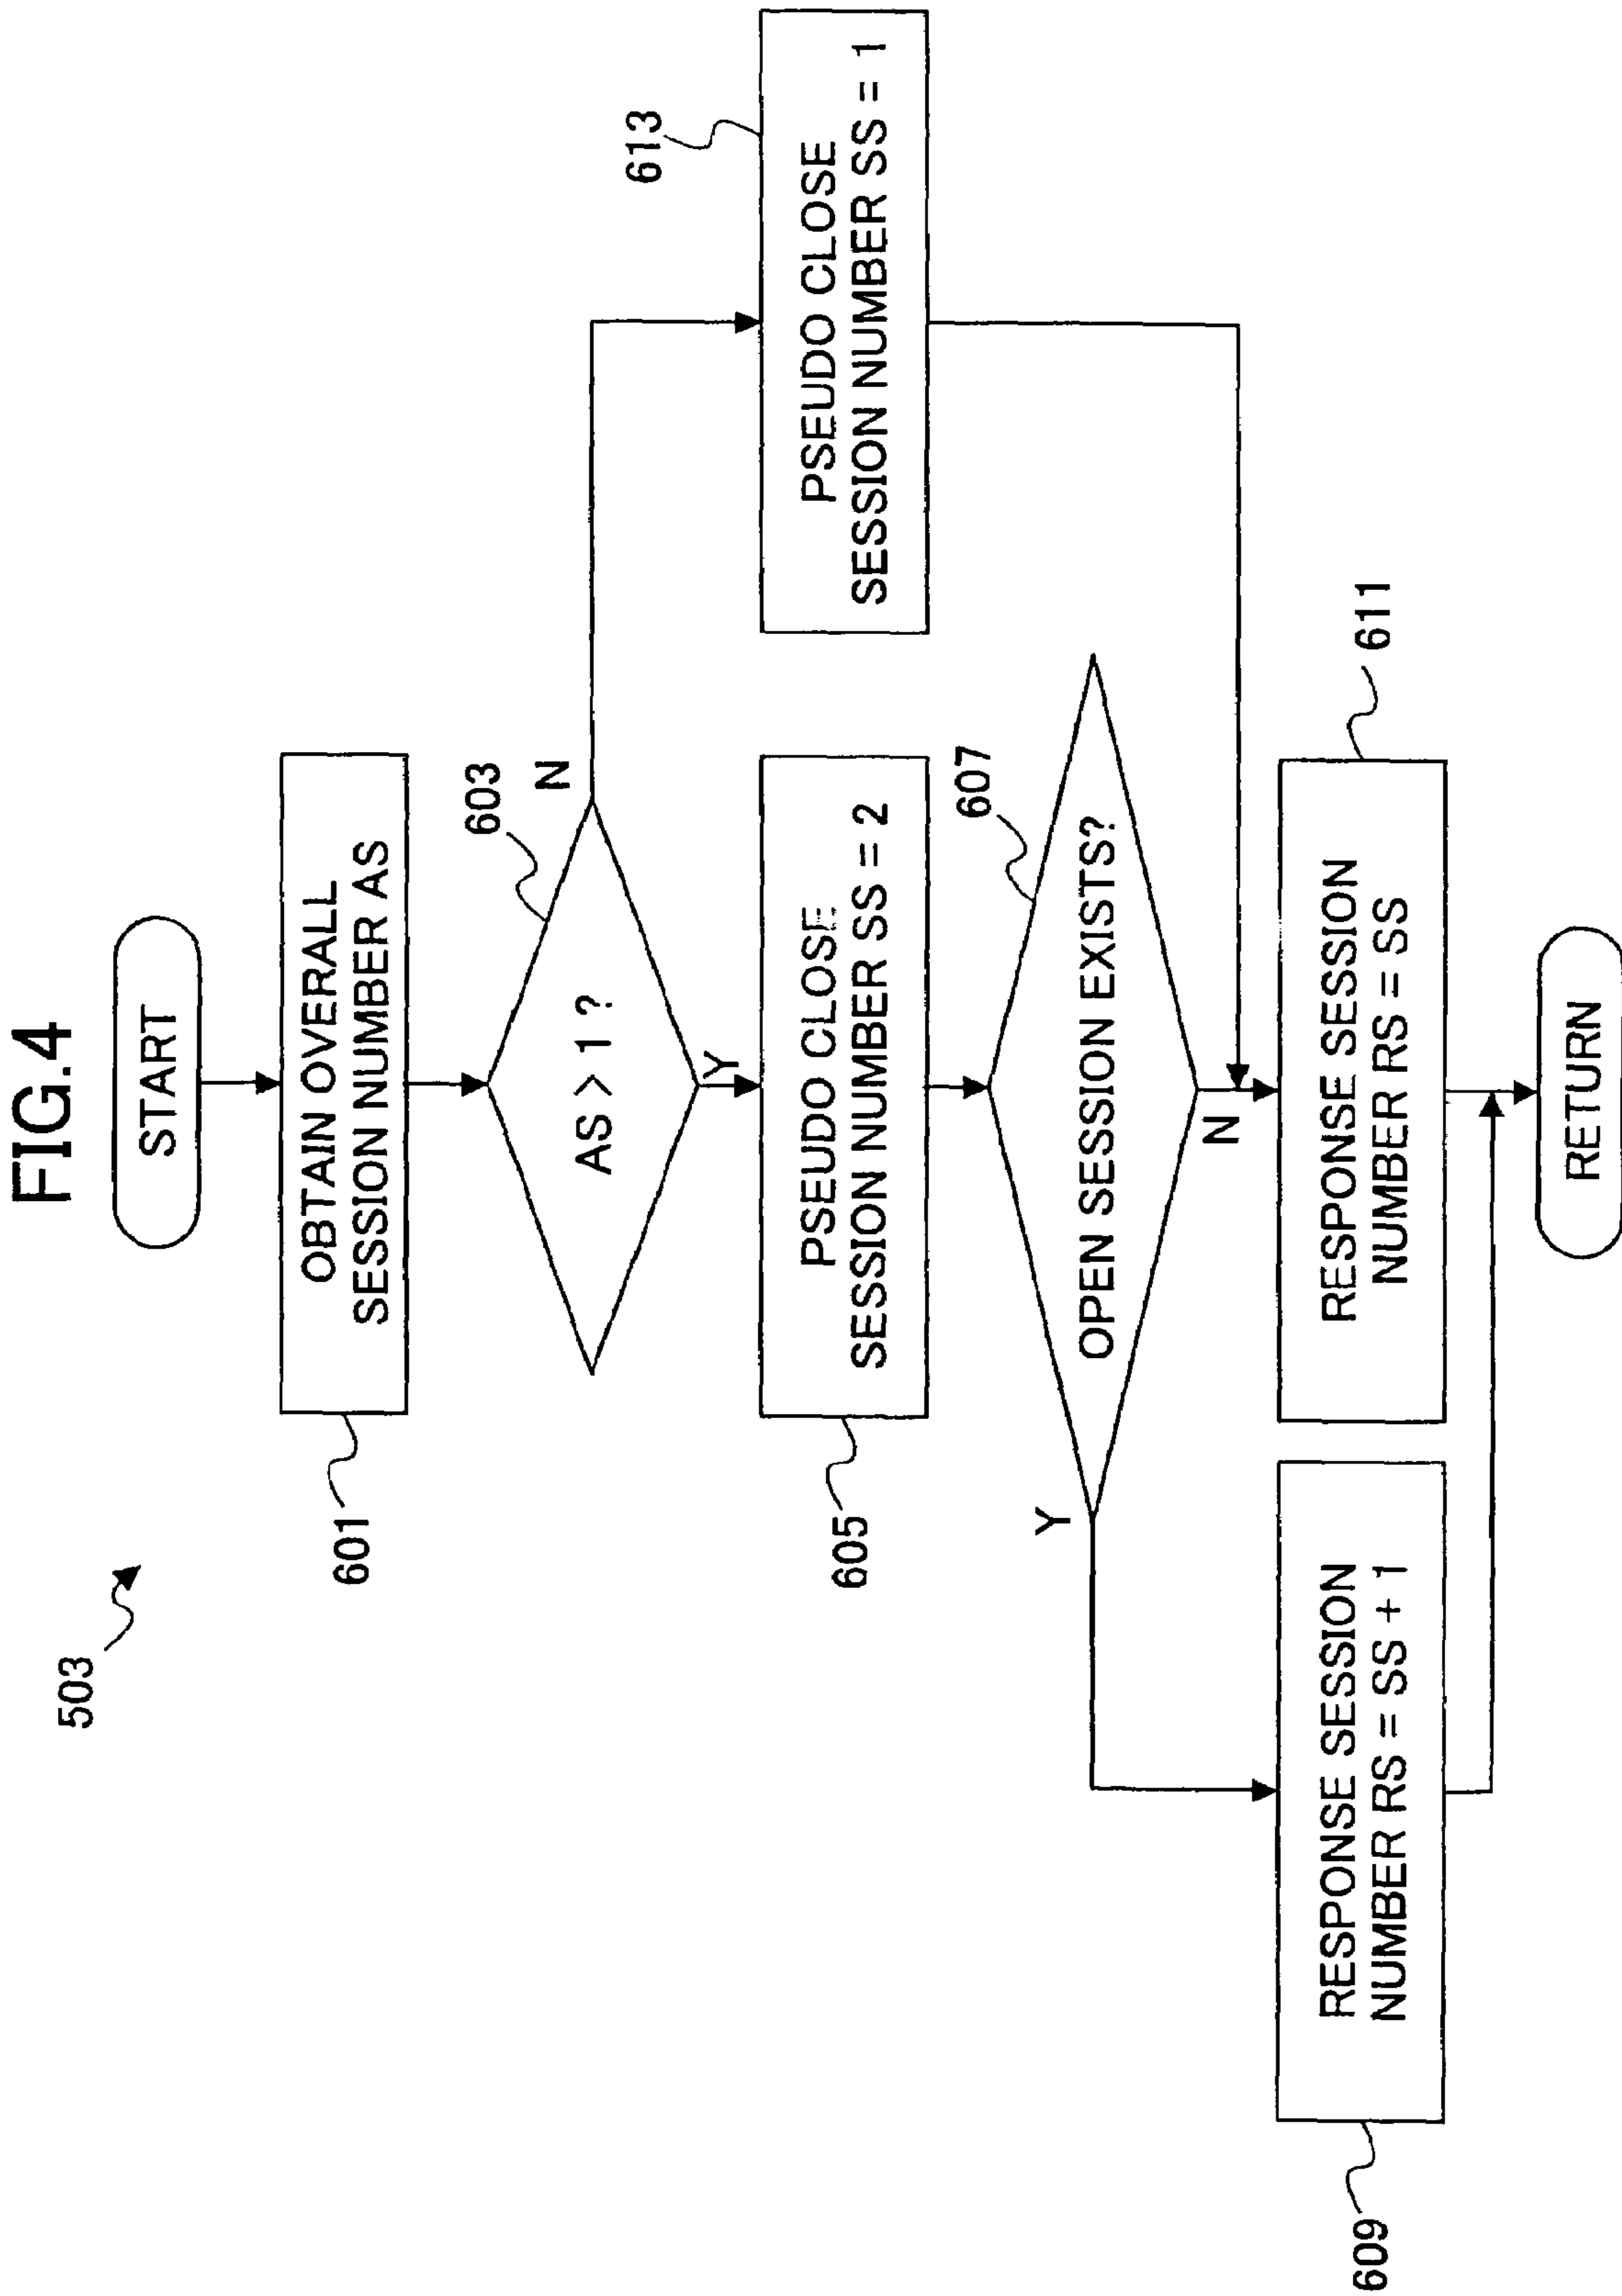 FIG.4
503
START
601
OBTAIN OVERALL
SESSION NUMBER AS
603
AS > 1 ?
N
Y
605
PSEUDO CLOSE
SESSION NUMBER SS = 2
613
PSEUDO CLOSE
SESSION NUMBER SS = 1
607
OPEN SESSION EXISTS?
Y
N
609
RESPONSE SESSION
NUMBER RS = SS + 1
611
RESPONSE SESSION
NUMBER RS = SS
RETURN